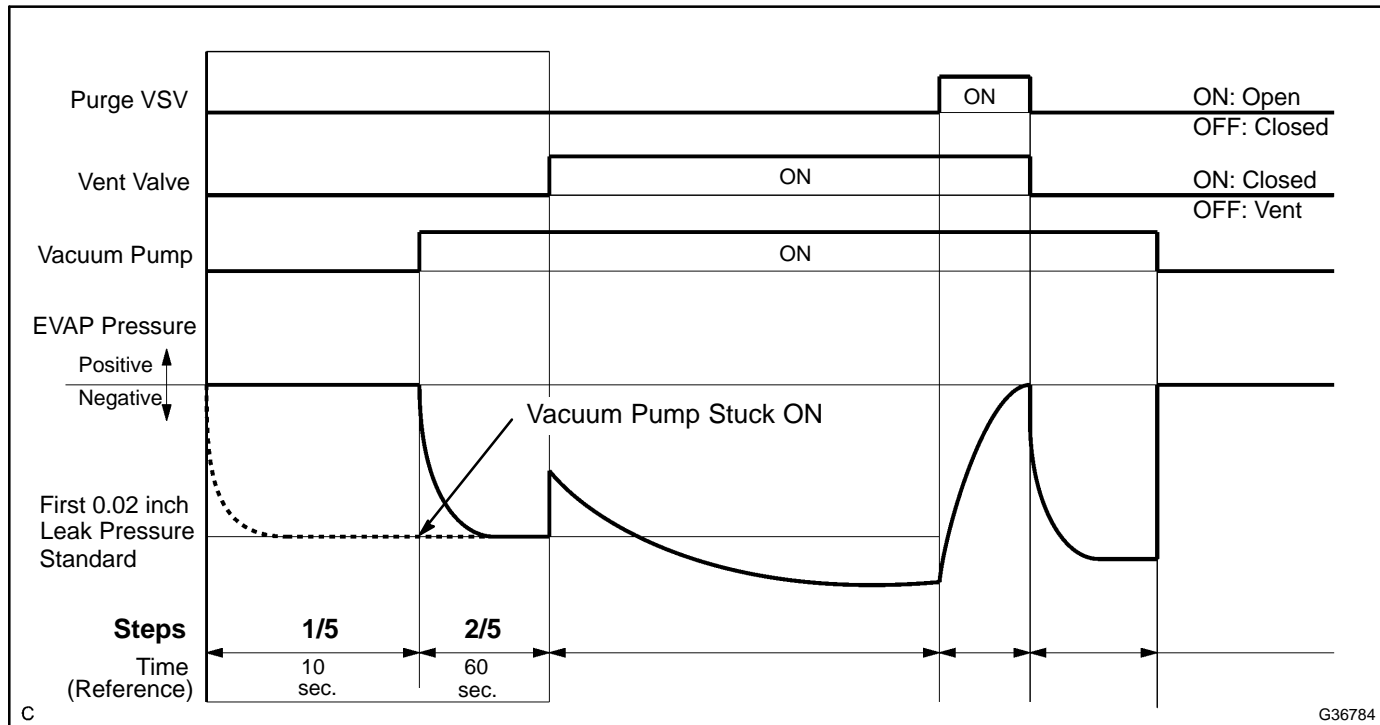 Purge VSV
ON
ON: Open
OFF: Closed
Vent Valve
ON
ON: Closed
OFF: Vent
Vacuum Pump
ON
EVAP Pressure
Positive
Negative
Vacuum Pump Stuck ON
First 0.02 inch
Leak Pressure
Standard
Steps 1/5 2/5
Time
(Reference)
10
sec.
60
sec.
C
G36784